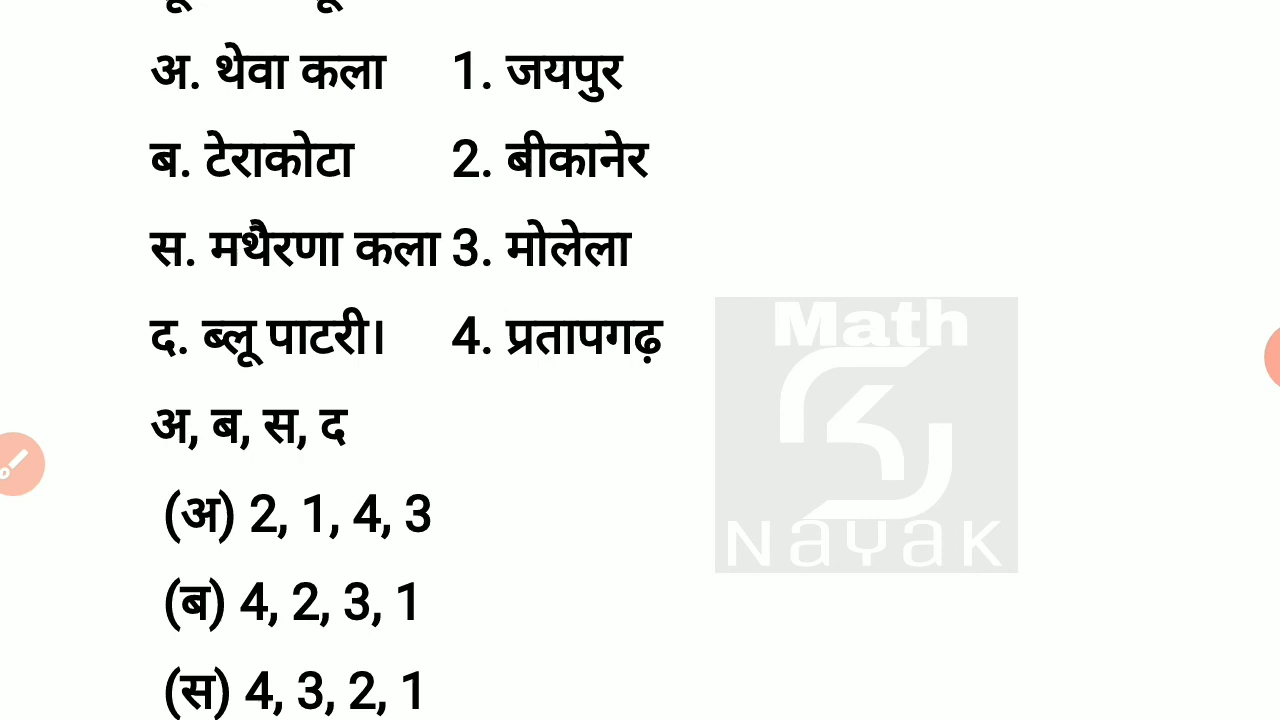 अ. थेवा कला 1. जयपुर
ब. टेराकोटा 2. बीकानेर
स. मथैरणा कला 3. मोलेला
द. ब्लू पाटरी। 4. प्रतापगढ़
अ, ब, स, द
(अ) 2, 1, 4, 3
(ब) 4, 2, 3, 1
(स) 4, 3, 2, 1
Math
NAYAK